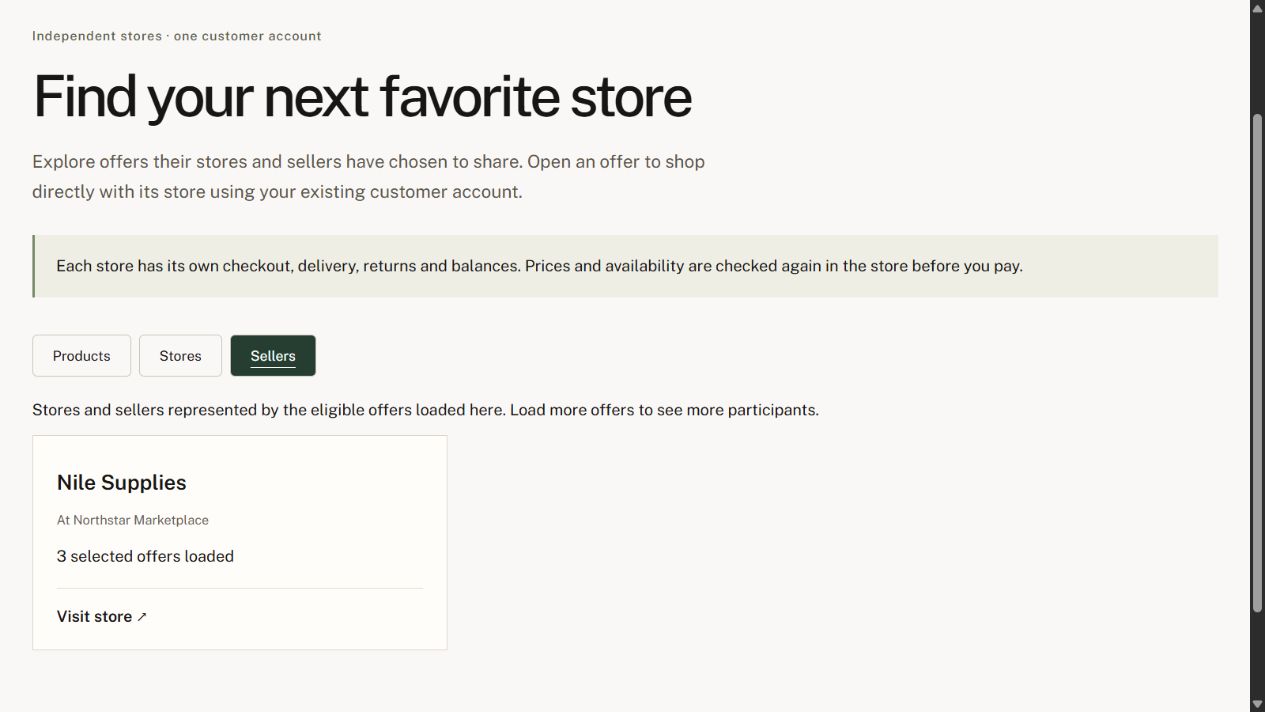 Independent stores · one customer account
Find your next favorite store
Explore offers their stores and sellers have chosen to share. Open an offer to shop
directly with its store using your existing customer account.
Each store has its own checkout, delivery, returns and balances. Prices and availability are checked again in the store before you pay.
Products
Stores
Sellers
Stores and sellers represented by the eligible offers loaded here. Load more offers to see more participants.
Nile Supplies
At Northstar Marketplace
3 selected offers loaded
Visit store ↗